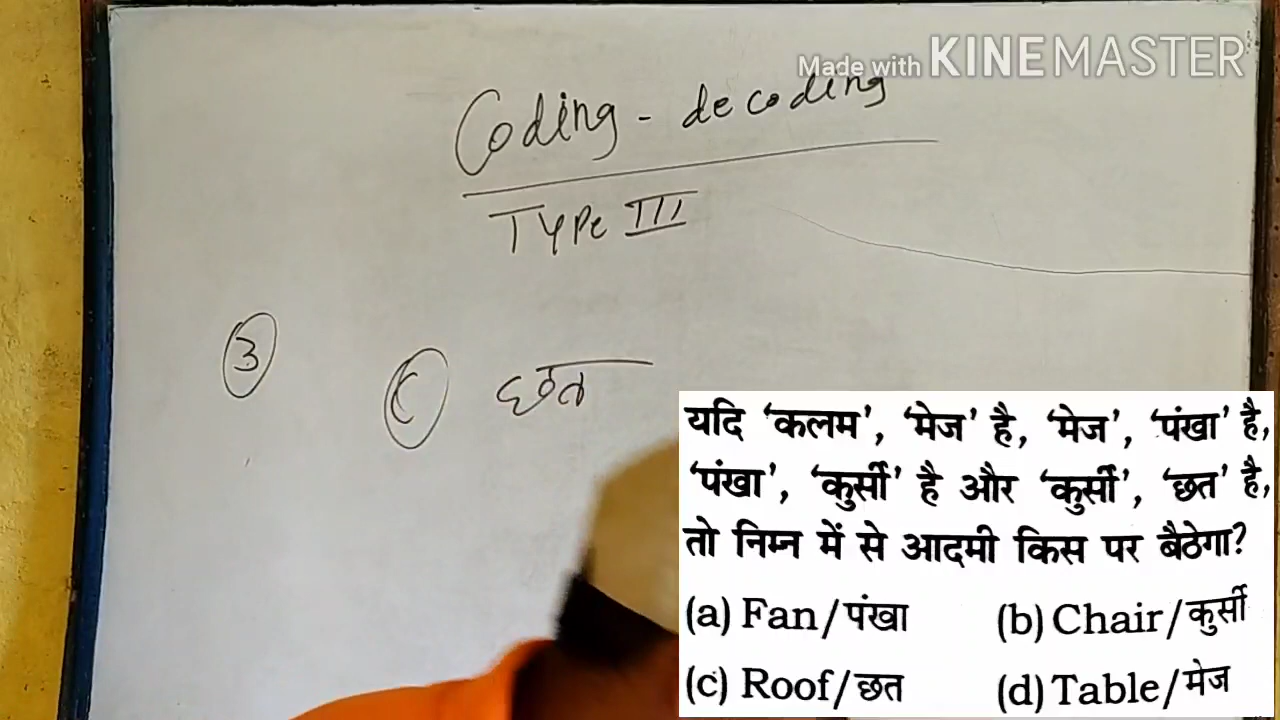 Made with KINEMASTER
Coding - decoding
Type III
3 C छत
यदि 'कलम', 'मेज' है, 'मेज', 'पंखा' है,
'पंखा', 'कुर्सी' है और 'कुर्सी', 'छत' है,
तो निम्न में से आदमी किस पर बैठेगा?
(a) Fan/पंखा (b) Chair/कुर्सी
(c) Roof/छत (d) Table/मेज